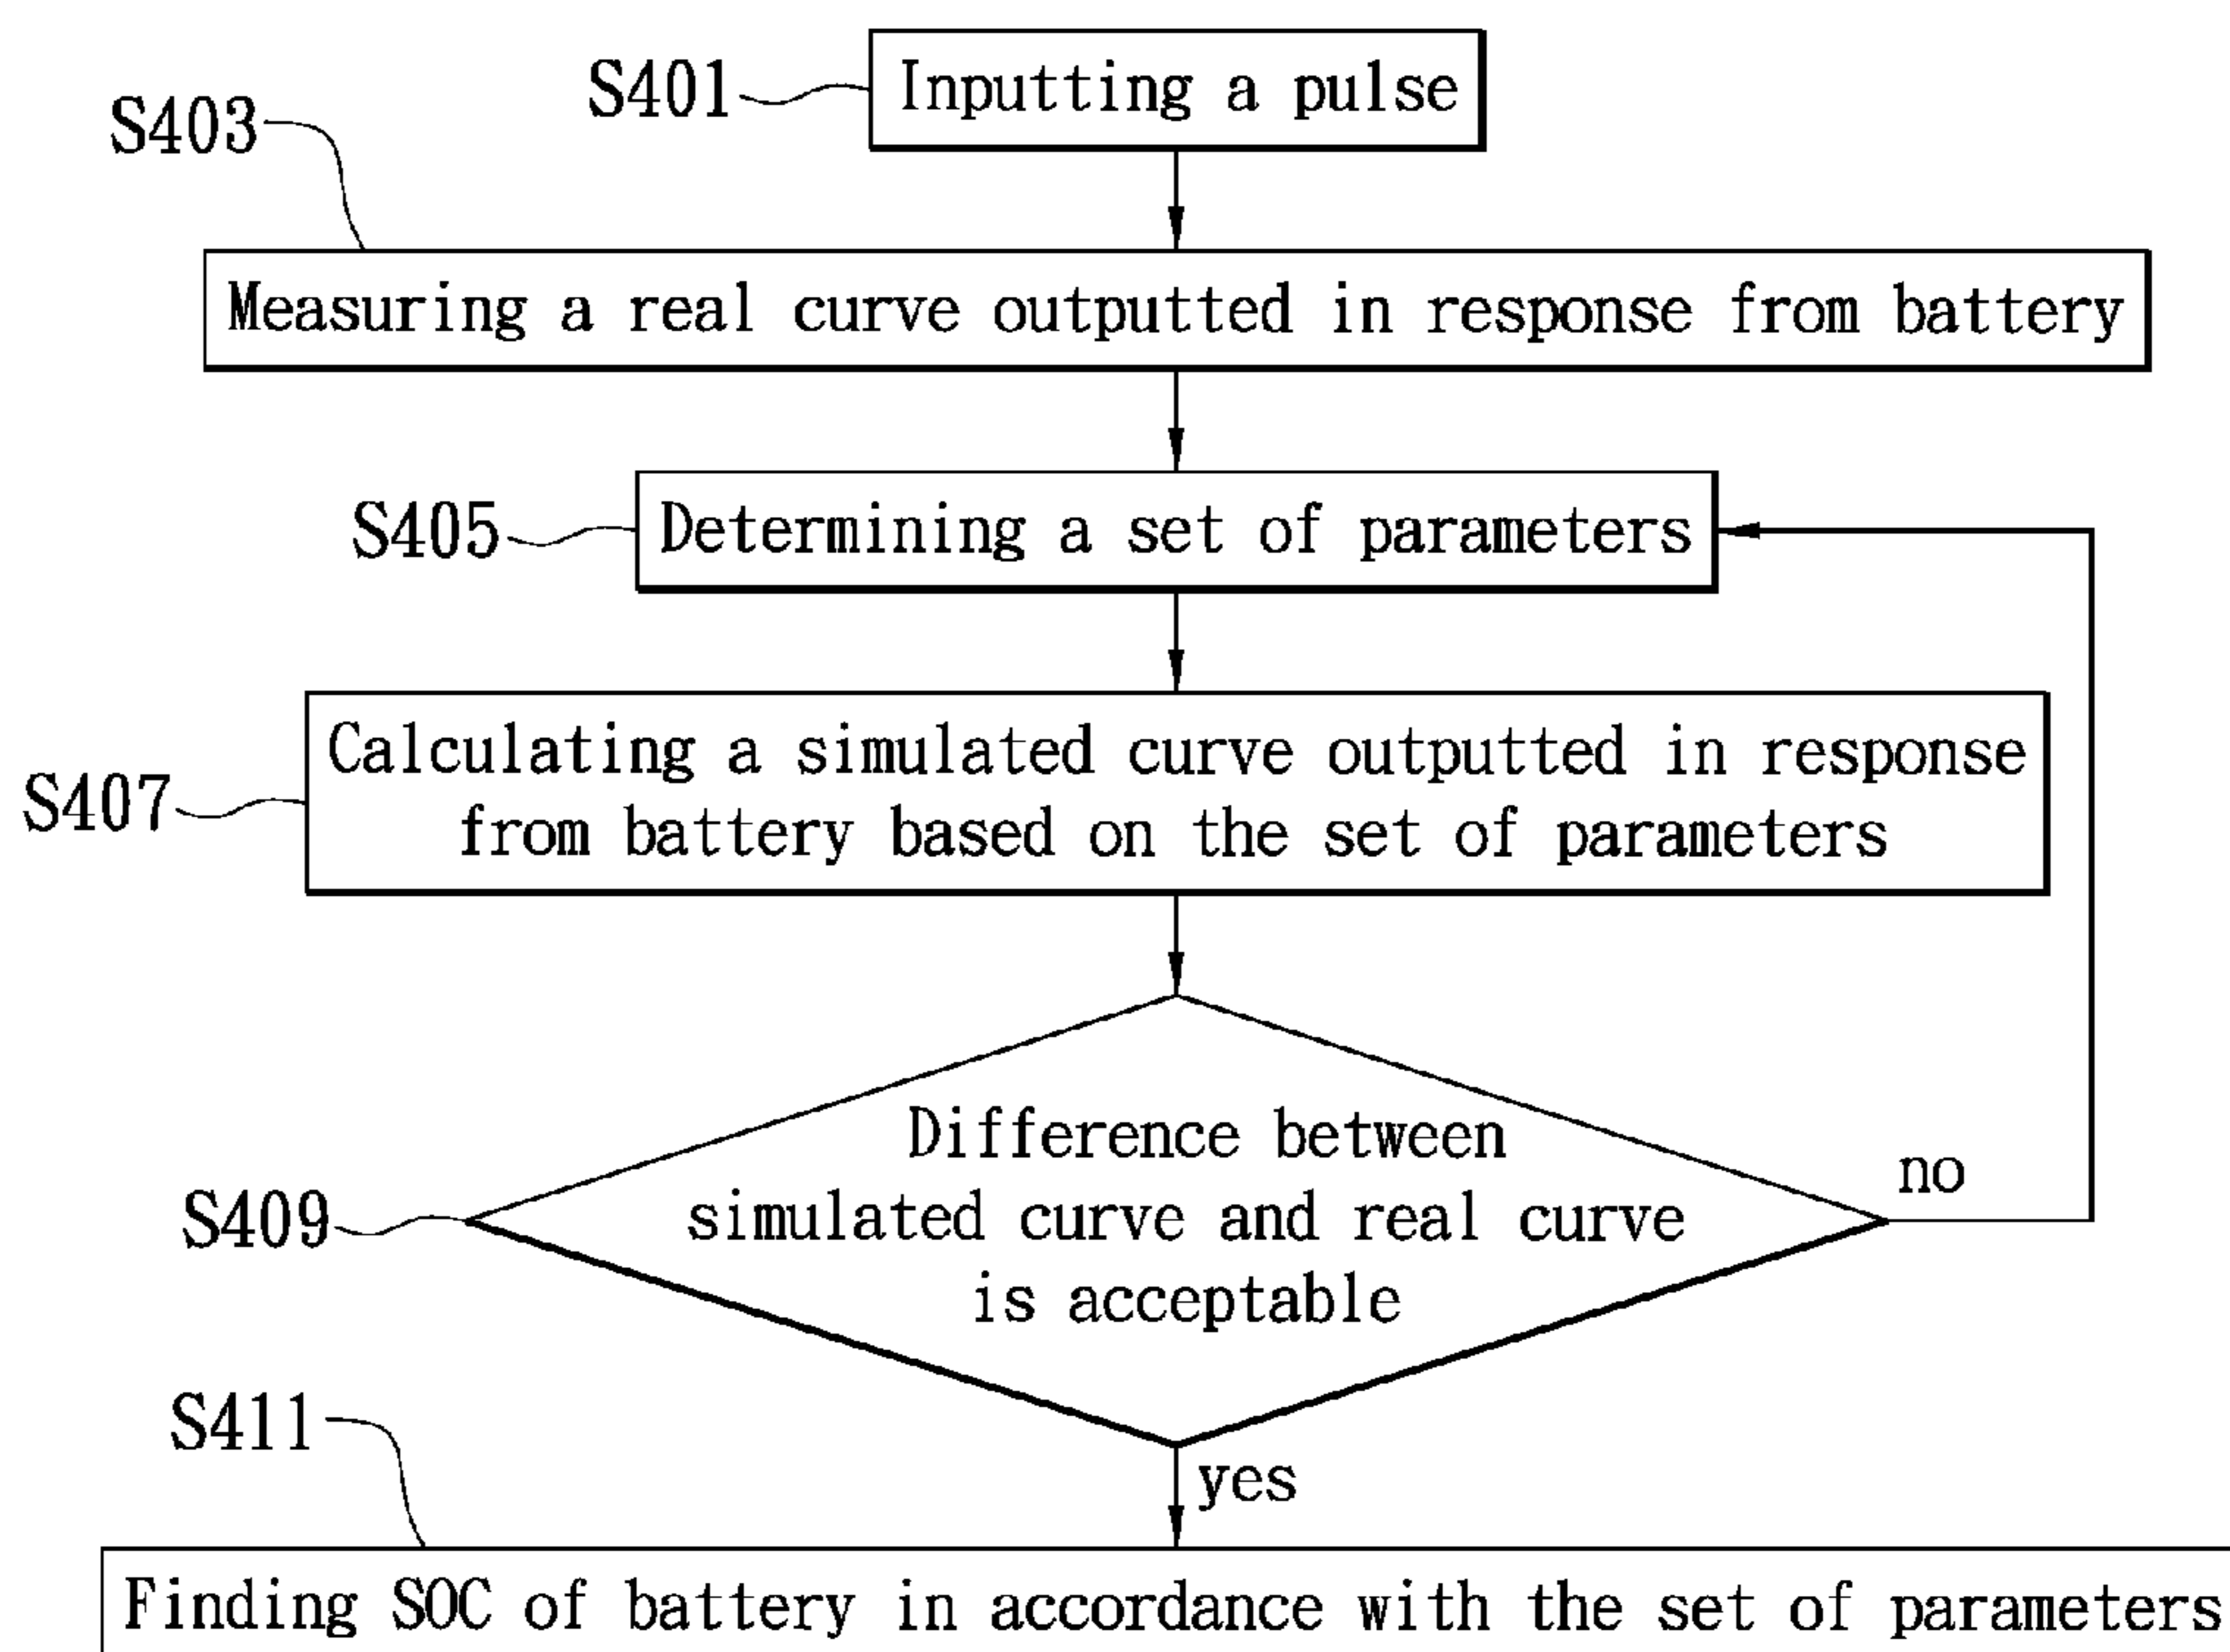 S401
Inputting a pulse
S403
Measuring a real curve outputted in response from battery
S405
Determining a set of parameters
S407
Calculating a simulated curve outputted in response
from battery based on the set of parameters
S409
Difference between
simulated curve and real curve
is acceptable
no
yes
S411
Finding SOC of battery in accordance with the set of parameters